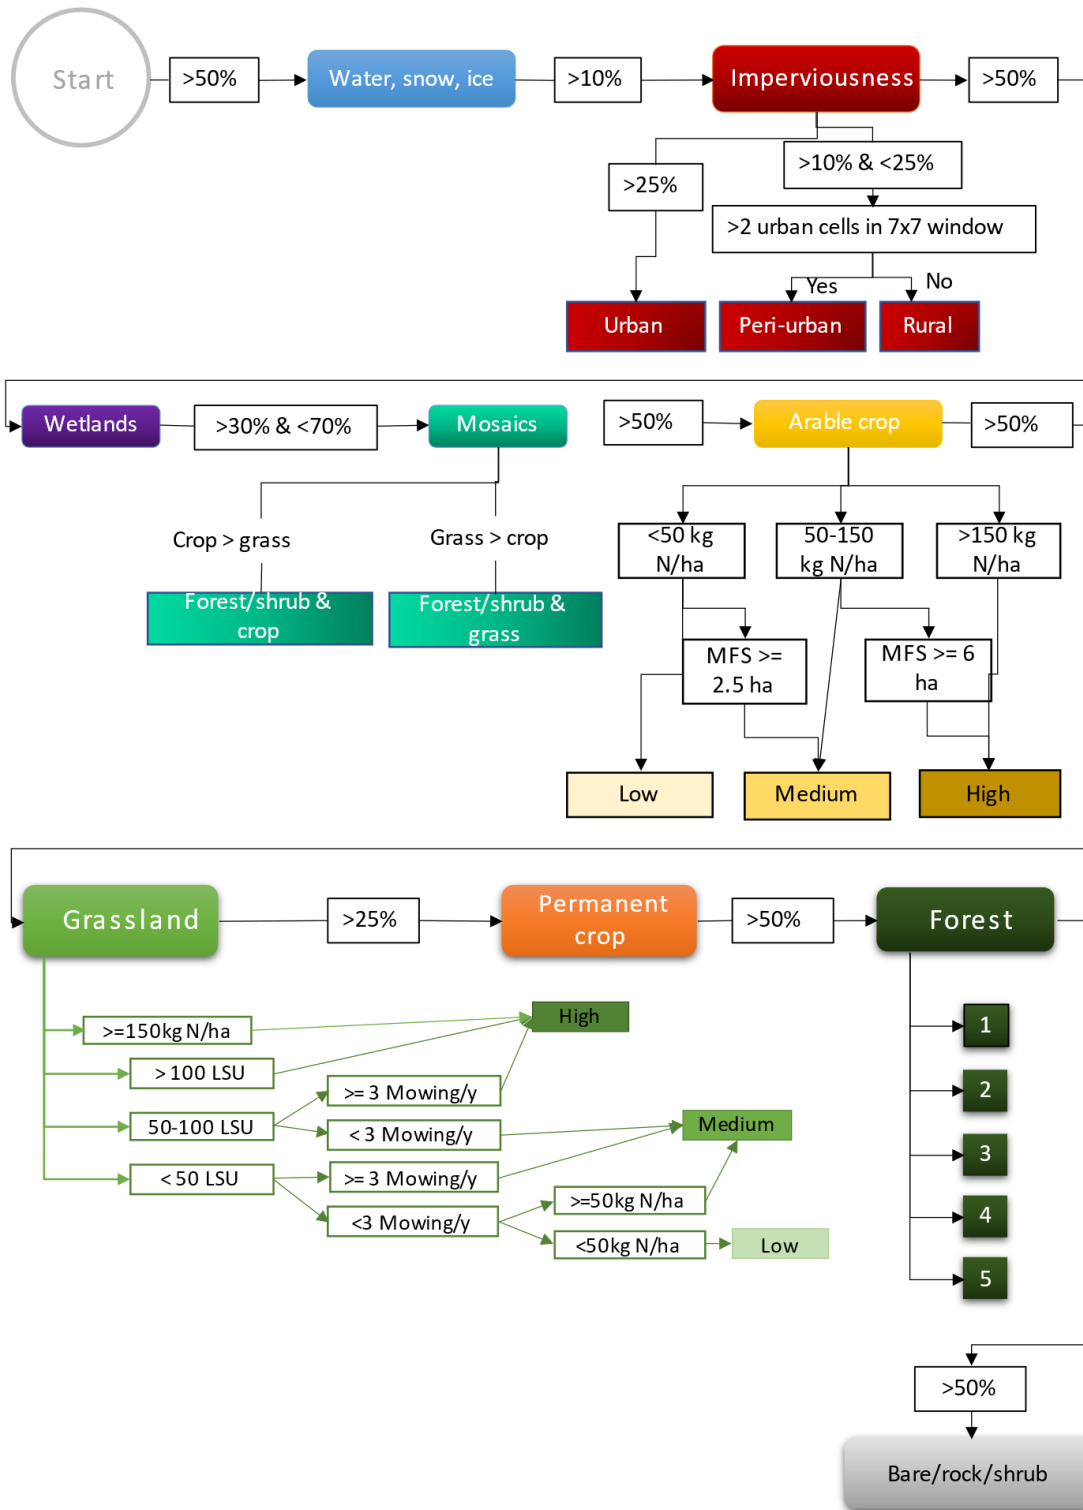 Start
>50%
Water, snow, ice
>10%
Imperviousness
>50%
>25%
>10% & <25%
>2 urban cells in 7x7 window
Yes
No
Urban
Peri-urban
Rural
Wetlands
>30% & <70%
Mosaics
>50%
Arable crop
>50%
Crop > grass
Grass > crop
Forest/shrub &
crop
Forest/shrub &
grass
<50 kg
N/ha
50-150
kg N/ha
>150 kg
N/ha
MFS >=
2.5 ha
MFS >= 6
ha
Low
Medium
High
Grassland
>25%
Permanent
crop
>50%
Forest
>=150kg N/ha
High
> 100 LSU
>= 3 Mowing/y
50-100 LSU
< 3 Mowing/y
Medium
< 50 LSU
>= 3 Mowing/y
<3 Mowing/y
>=50kg N/ha
<50kg N/ha
Low
1
2
3
4
5
>50%
Bare/rock/shrub